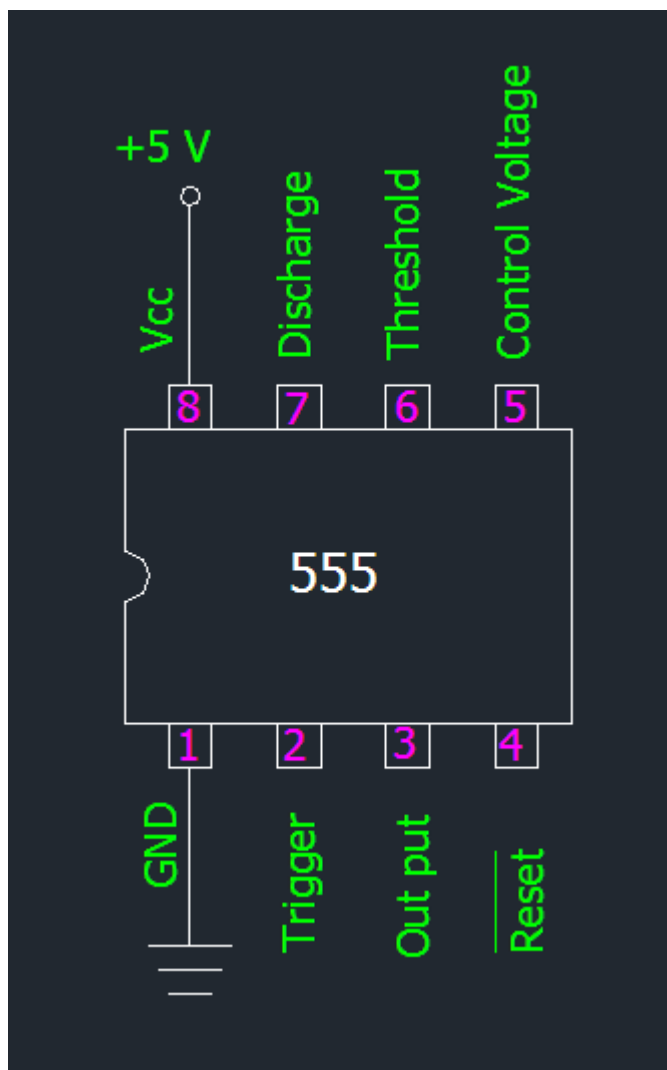 +5 V
Vcc
Discharge
Threshold
Control Voltage
8
7
6
5
555
1
2
3
4
GND
Trigger
Out put
Reset